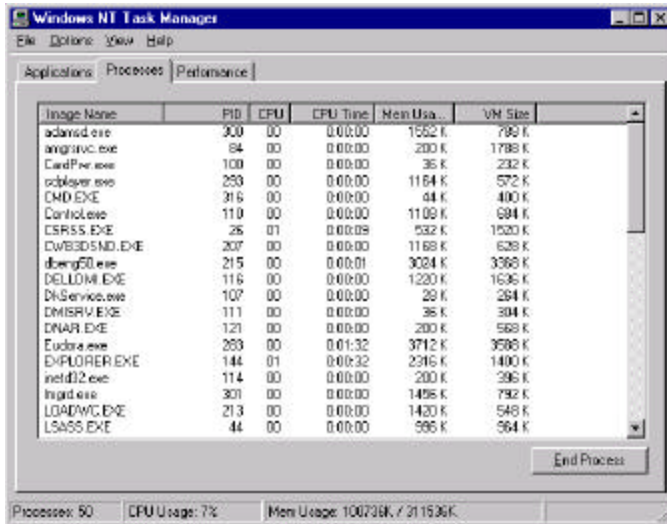 Windows NT Task Manager
File Options View Help
Applications Processes Performance
Image Name PID CPU CPU Time Mem Usa... VM Size
adamsd.exe 300 00 0:00:00 1552 K 788 K
amgrsrvc.exe 84 00 0:00:00 200 K 1788 K
CardPwr.exe 100 00 0:00:00 36 K 232 K
cdplayer.exe 293 00 0:00:00 1164 K 572 K
CMD.EXE 316 00 0:00:00 44 K 400 K
Control.exe 110 00 0:00:00 1108 K 684 K
CSRSS.EXE 26 01 0:00:09 532 K 1520 K
CWB3DSND.EXE 207 00 0:00:00 1168 K 628 K
dbeng50.exe 215 00 0:00:01 3024 K 3368 K
DELLDMI.EXE 116 00 0:00:00 1220 K 1636 K
DkService.exe 107 00 0:00:00 28 K 264 K
DMISRV.EXE 111 00 0:00:00 36 K 304 K
DNAR.EXE 121 00 0:00:00 200 K 568 K
Eudora.exe 283 00 0:01:32 3712 K 3588 K
EXPLORER.EXE 144 01 0:00:32 2316 K 1400 K
inetd32.exe 114 00 0:00:00 200 K 396 K
301 00 0:00:00 1456 K 792 K
LOADWC.EXE 213 00 0:00:00 1420 K 548 K
LSASS.EXE 44 00 0:00:00 996 K 964 K
End Process
Processes: 50 CPU Usage: 7% Mem Usage: 100736K / 311536K